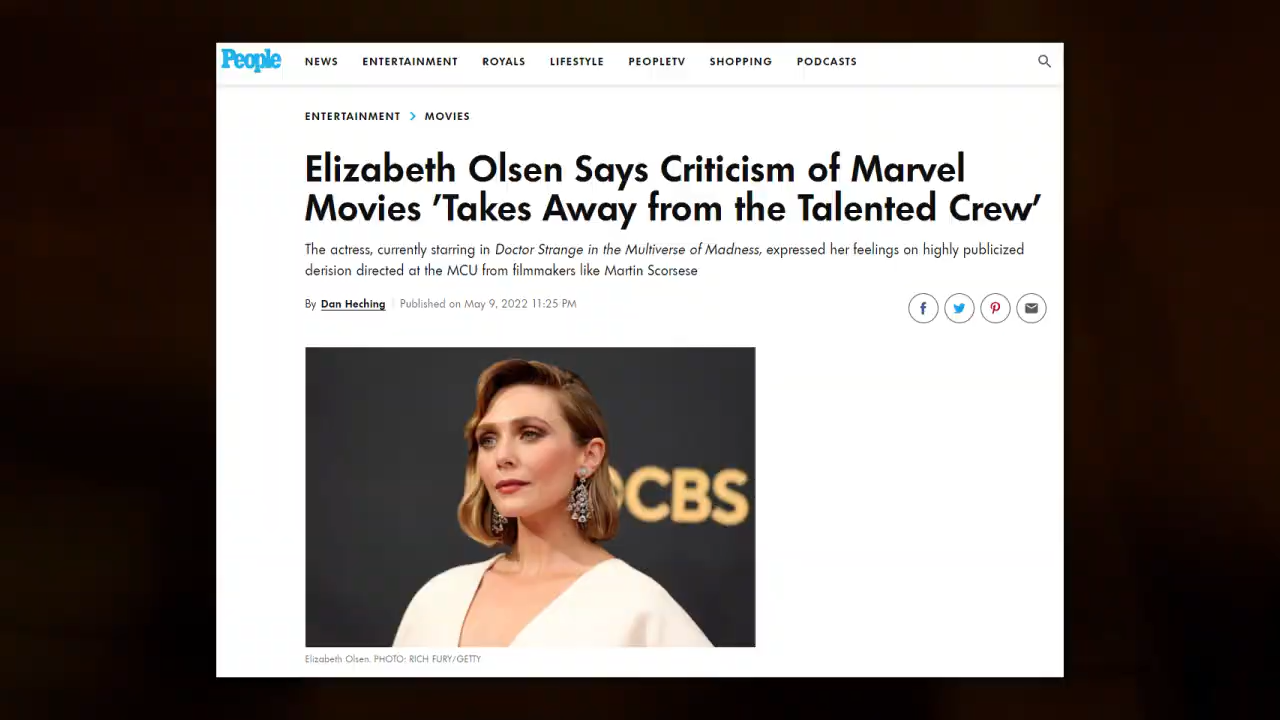 People
NEWS ENTERTAINMENT ROYALS LIFESTYLE PEOPLETV SHOPPING PODCASTS
ENTERTAINMENT > MOVIES
Elizabeth Olsen Says Criticism of Marvel
Movies 'Takes Away from the Talented Crew'
The actress, currently starring in Doctor Strange in the Multiverse of Madness, expressed her feelings on highly publicized
derision directed at the MCU from filmmakers like Martin Scorsese
By Dan Heching Published on May 9, 2022 11:25 PM
CBS
Elizabeth Olsen. PHOTO: RICH FURY/GETTY